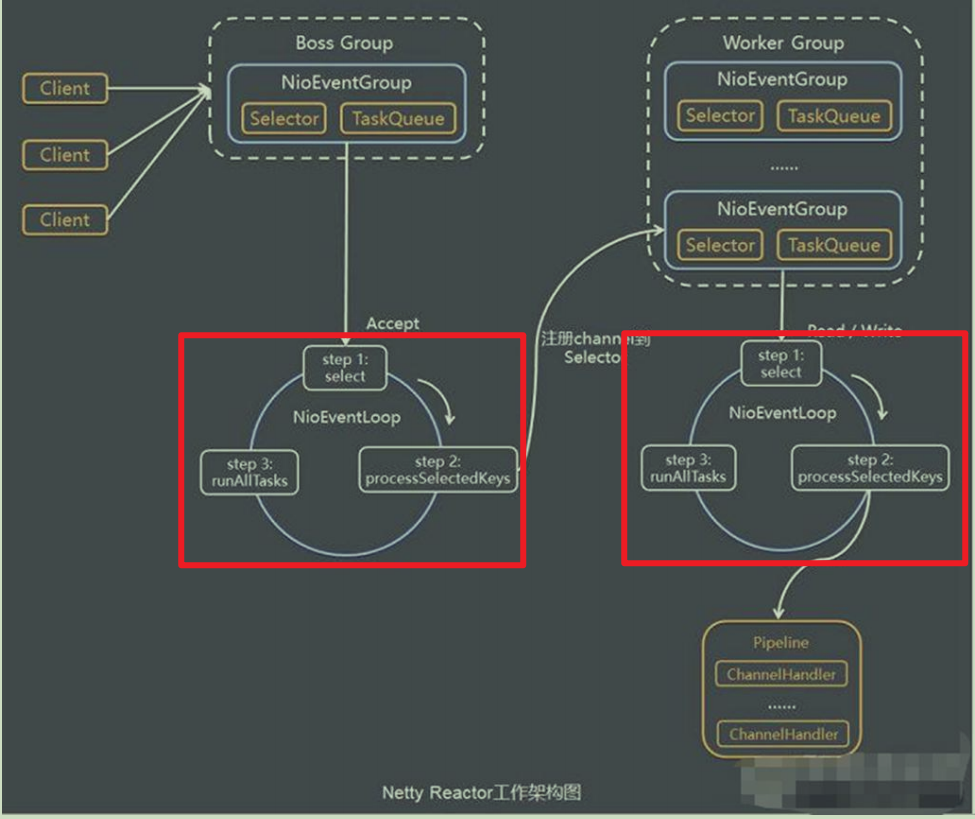 Boss Group
NioEventGroup
Selector
TaskQueue
Client
Client
Client
Worker Group
NioEventGroup
Selector
TaskQueue
......
NioEventGroup
Selector
TaskQueue
Accept
step 1:
select
NioEventLoop
step 2:
processSelectedKeys
step 3:
runAllTasks
注册channel到
Selector
Read / Write
step 1:
select
NioEventLoop
step 2:
processSelectedKeys
step 3:
runAllTasks
Pipeline
ChannelHandler
......
ChannelHandler
Netty Reactor工作架构图